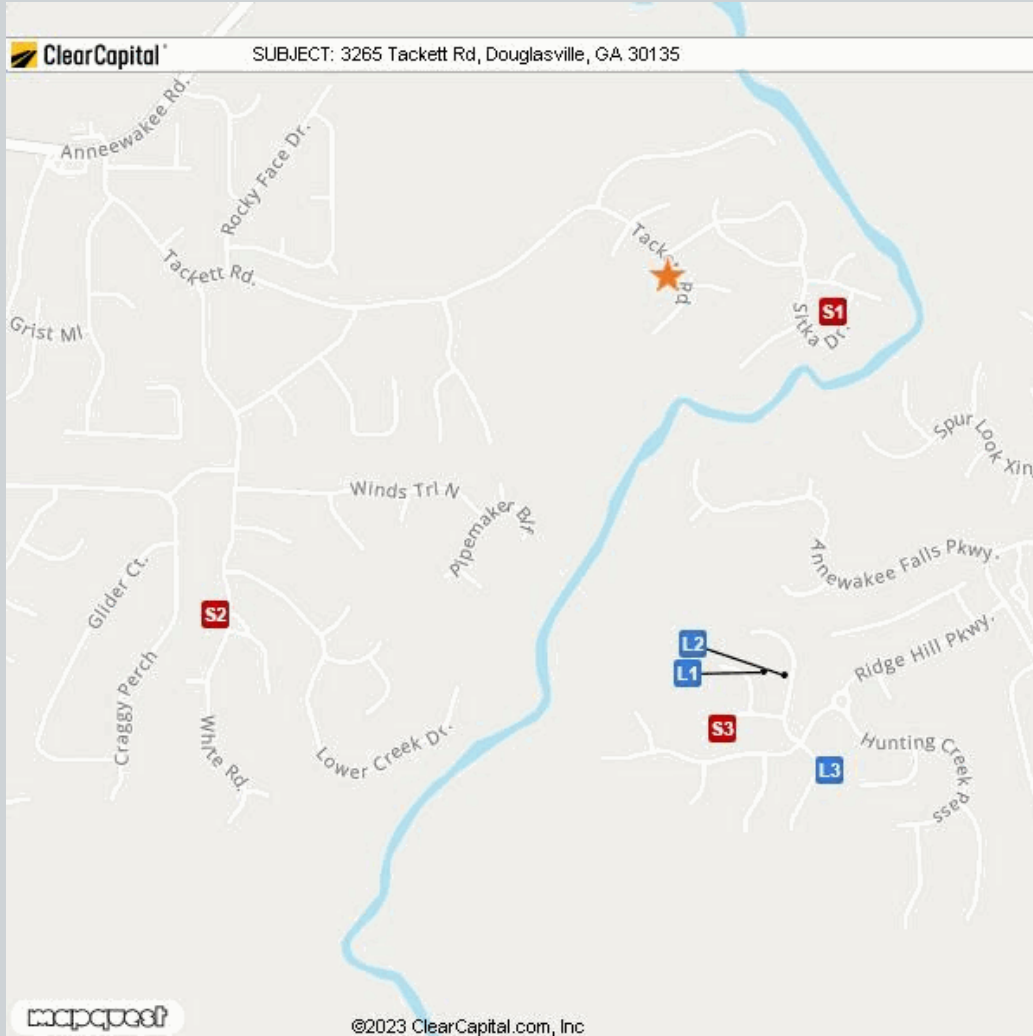 ClearCapital
SUBJECT: 3265 Tackett Rd, Douglasville, GA 30135
Anneewakee Rd.
Rocky Face Dr.
Tackett Rd.
Grist Ml
Rd
S1
Sitka Dr.
Spur Look Xin
Winds Trl N
Pipemaker
Annewakee Falls Pkwy.
Glider Ct.
S2
L2
L1
Ridge Hill Pkwy.
Craggy Perch
White Rd.
Lower Creek Dr.
S3
L3
Hunting Creek Pass
mapquest
©2023 ClearCapital.com, Inc